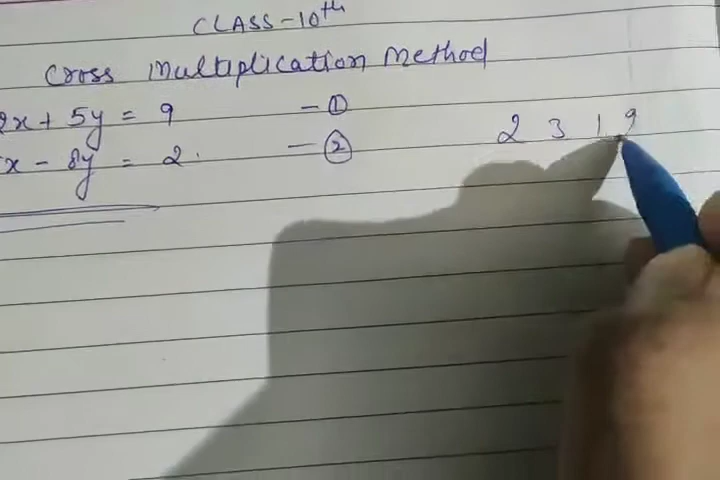 CLASS-10th
Cross Multiplication Method
2x + 5y = 9 - ①
x - 8y = 2. - ②
2 3 1 9